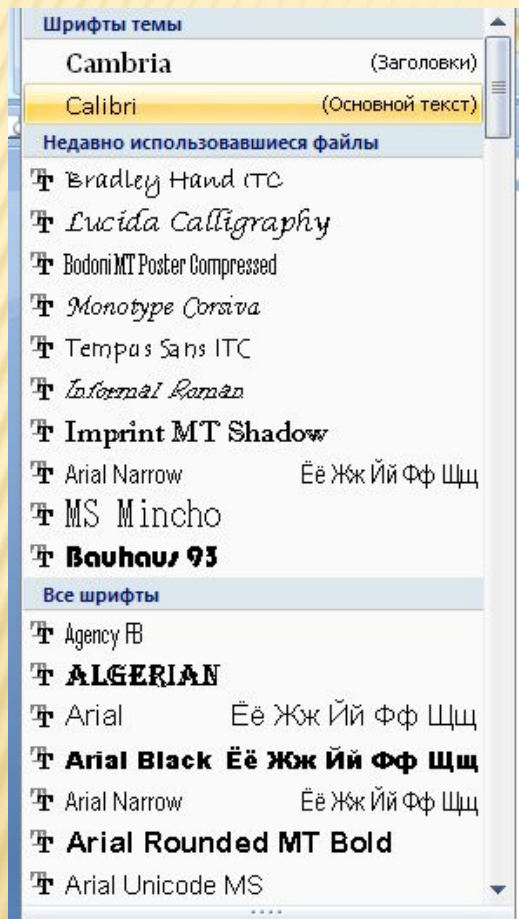 Шрифты темы
Cambria (Заголовки)
Calibri (Основной текст)
Недавно использовавшиеся файлы
Bradley Hand ITC
Lucida Calligraphy
Bodoni MT Poster Compressed
Monotype Corsiva
Tempus Sans ITC
Informal Roman
Imprint MT Shadow
Arial Narrow Ёё Жж Йй Фф Щщ
MS Mincho
Bauhaus 93
Все шрифты
Agency FB
ALGERIAN
Arial Ёё Жж Йй Фф Щщ
Arial Black Ёё Жж Йй Фф Щщ
Arial Narrow Ёё Жж Йй Фф Щщ
Arial Rounded MT Bold
Arial Unicode MS